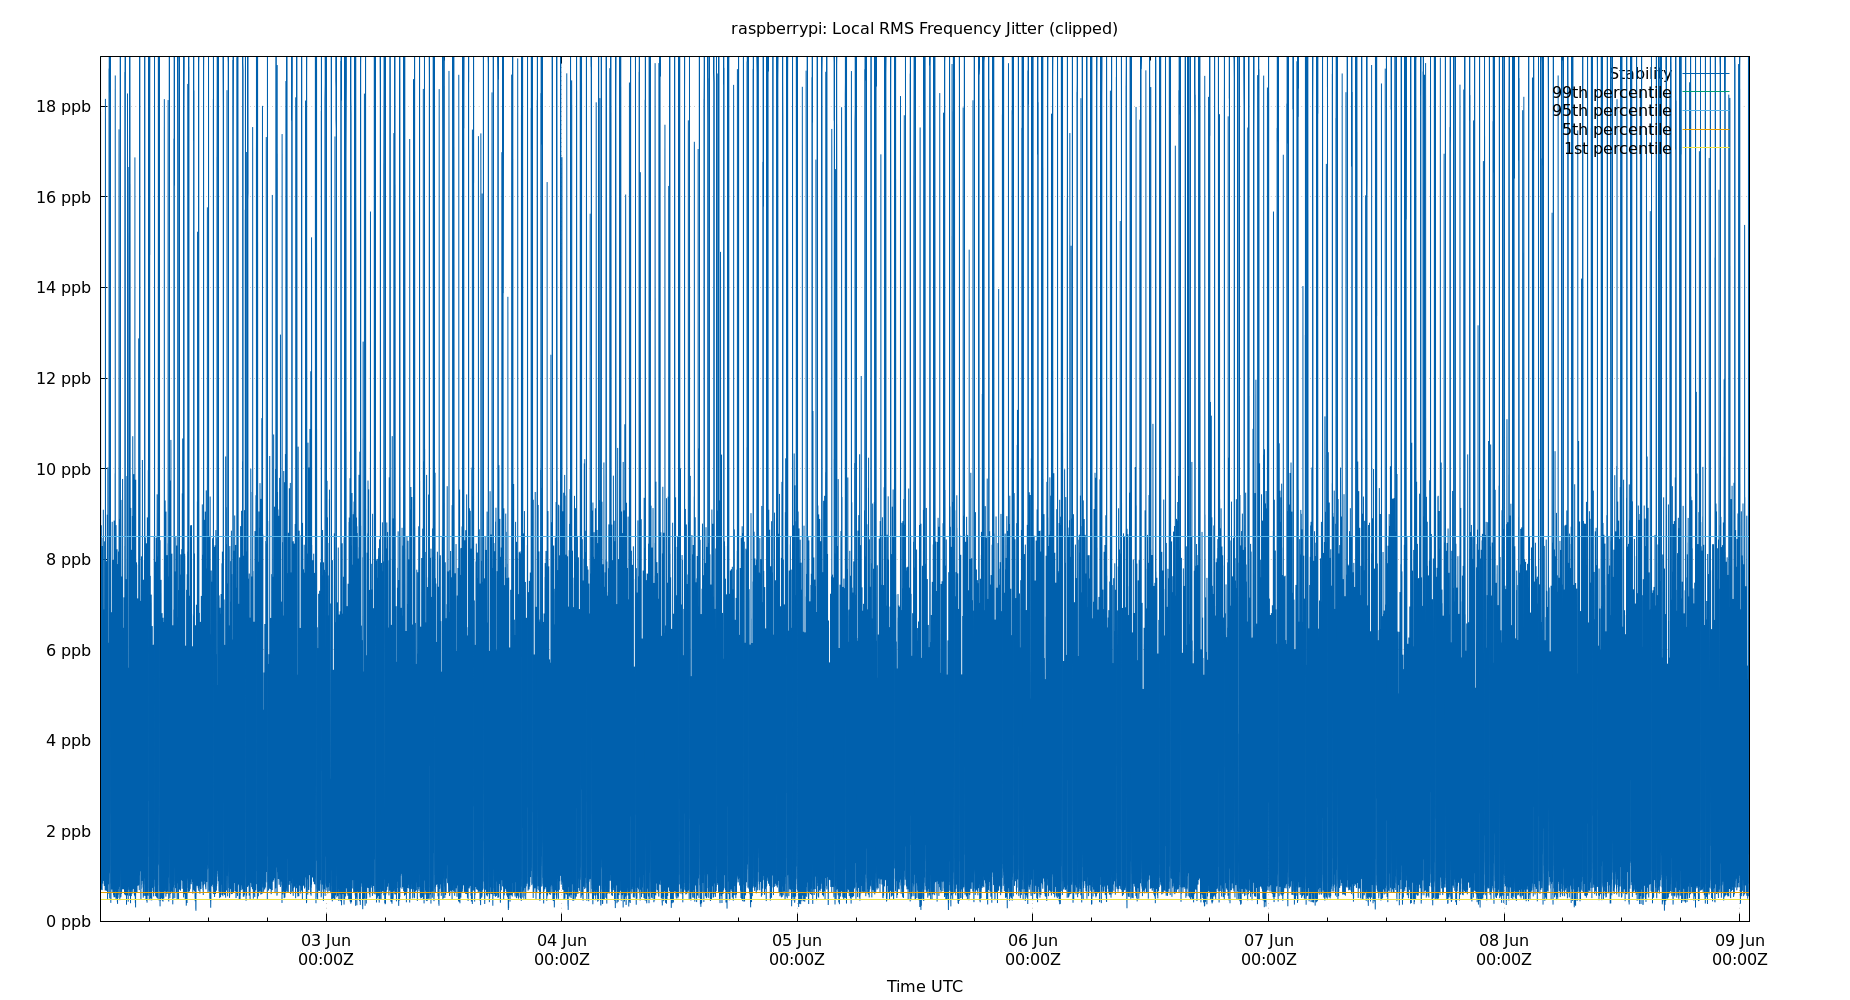 raspberrypi: Local RMS Frequency Jitter (clipped)
Stability
99th percentile
95th percentile
5th percentile
1st percentile
18 ppb
16 ppb
14 ppb
12 ppb
10 ppb
8 ppb
6 ppb
4 ppb
2 ppb
0 ppb
03 Jun 04 Jun 05 Jun 06 Jun 07 Jun 08 Jun 09 Jun
00:00Z 00:00Z 00:00Z 00:00Z 00:00Z 00:00Z 00:00Z
Time UTC